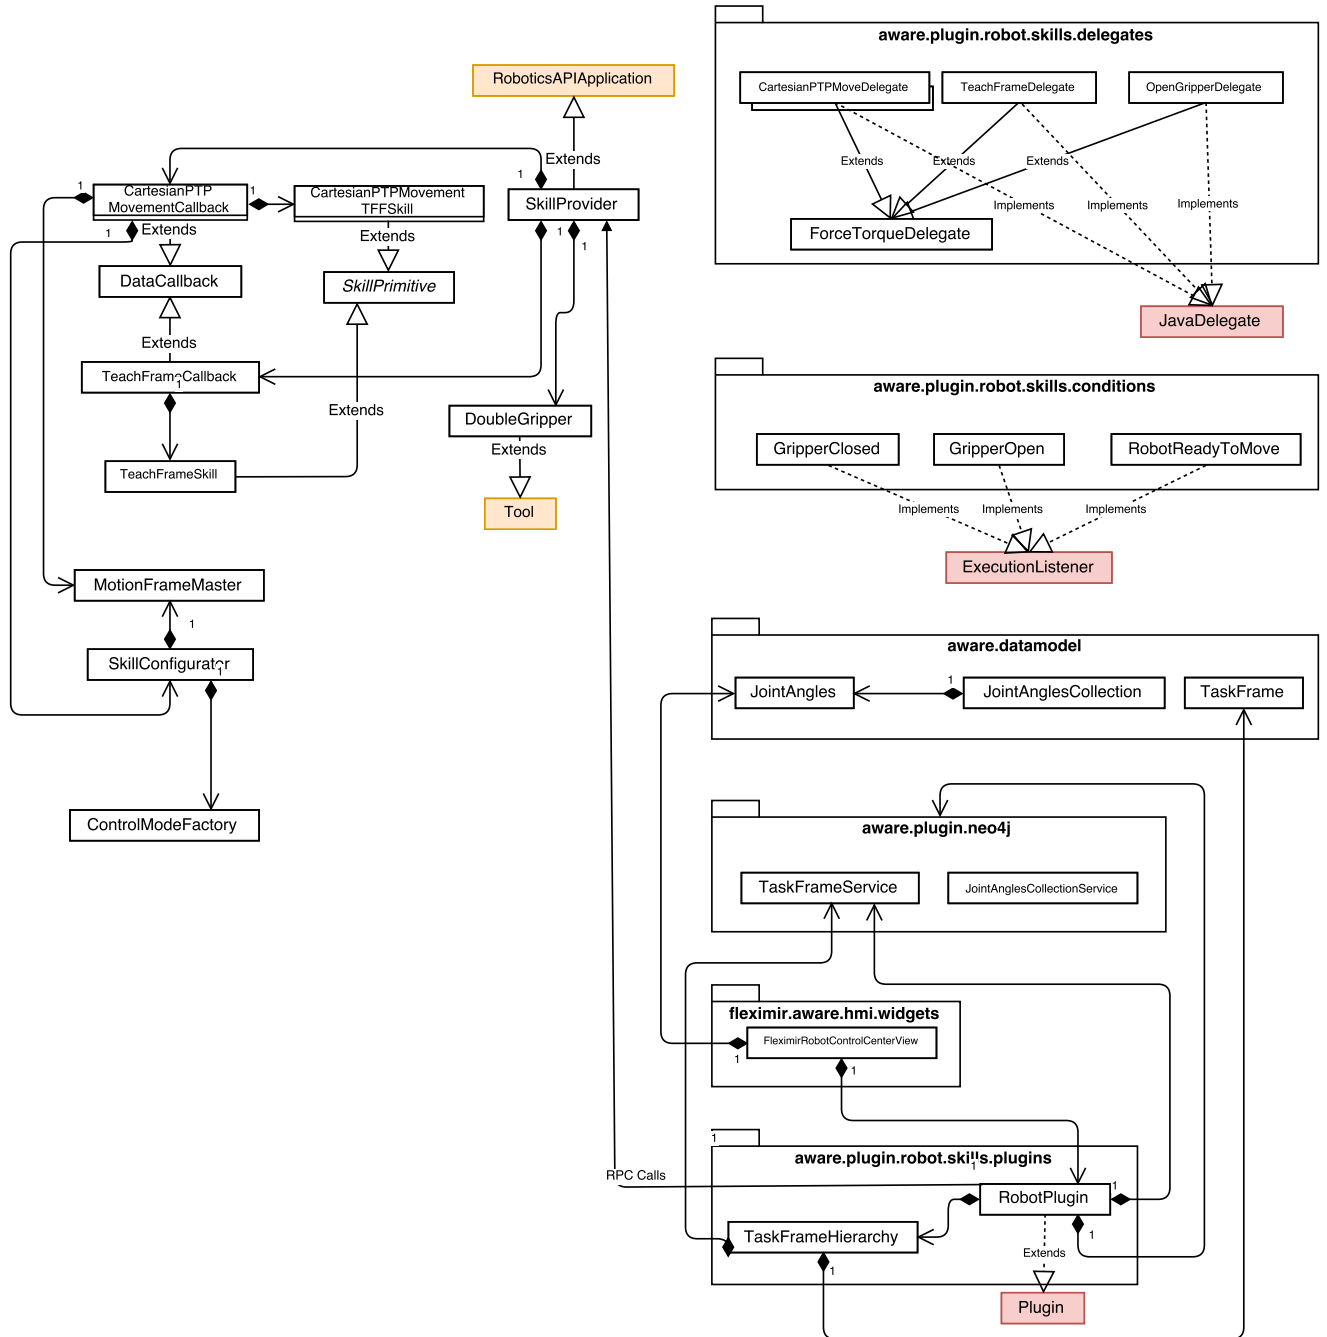 aware.plugin.robot.skills.delegates
RoboticsAPIApplication
CartesianPTPMoveDelegate
TeachFrameDelegate
OpenGripperDelegate
Extends
Extends
Extends
Extends
1
1
1
CartesianPTP
MovementCallback
CartesianPTPMovement
TFFSkill
SkillProvider
Implements
Implements
Implements
1
Extends
Extends
1
1
ForceTorqueDelegate
DataCallback
SkillPrimitive
JavaDelegate
Extends
TeachFrameCallback
1
aware.plugin.robot.skills.conditions
Extends
DoubleGripper
Extends
GripperClosed
GripperOpen
RobotReadyToMove
TeachFrameSkill
Tool
Implements
Implements
Implements
ExecutionListener
MotionFrameMaster
1
SkillConfigurator
1
aware.datamodel
JointAngles
1
JointAnglesCollection
TaskFrame
ControlModeFactory
aware.plugin.neo4j
TaskFrameService
JointAnglesCollectionService
fleximir.aware.hmi.widgets
FleximirRobotControlCenterView
1
1
1
aware.plugin.robot.skills.plugins
1
RPC Calls
RobotPlugin
1
TaskFrameHierarchy
1
Extends
1
Plugin